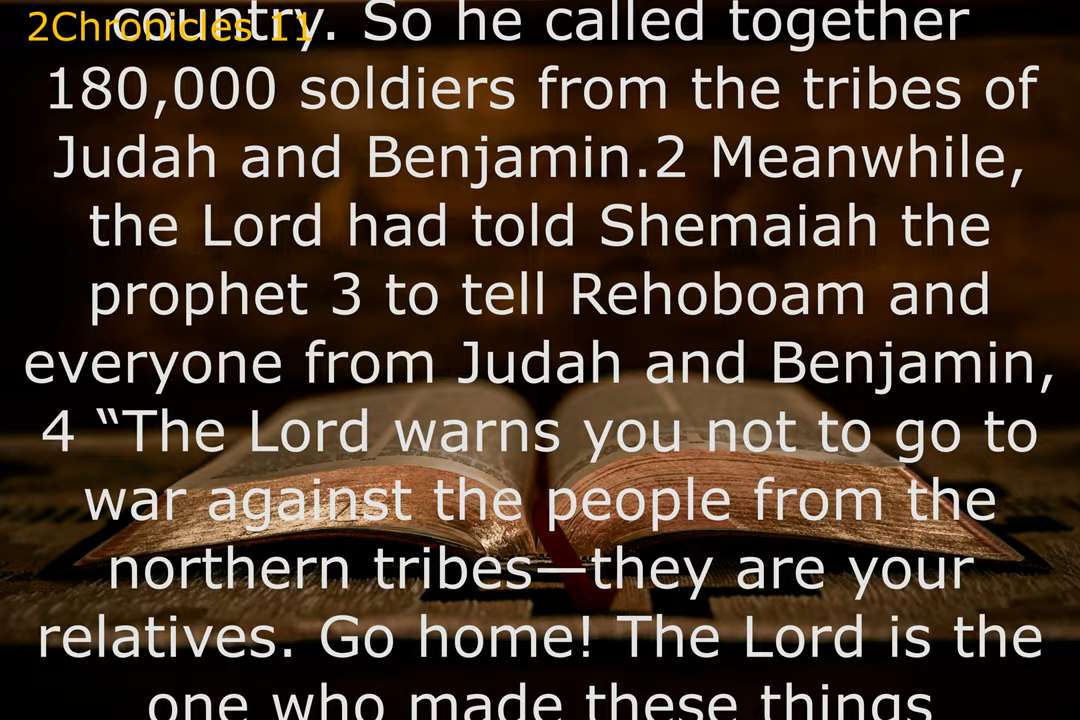 2Chronicles 11
country. So he called together
180,000 soldiers from the tribes of
Judah and Benjamin.2 Meanwhile,
the Lord had told Shemaiah the
prophet 3 to tell Rehoboam and
everyone from Judah and Benjamin,
4 “The Lord warns you not to go to
war against the people from the
northern tribes—they are your
relatives. Go home! The Lord is the
one who made these things